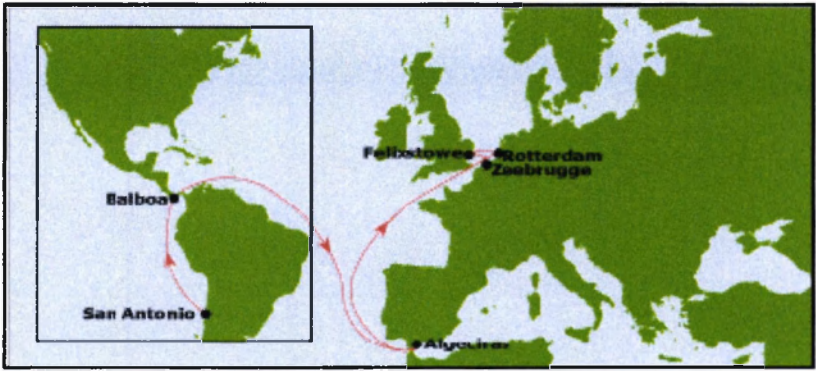 Felixstowe
Rotterdam
Zeebrugge
Balboa
San Antonio
Algeciras